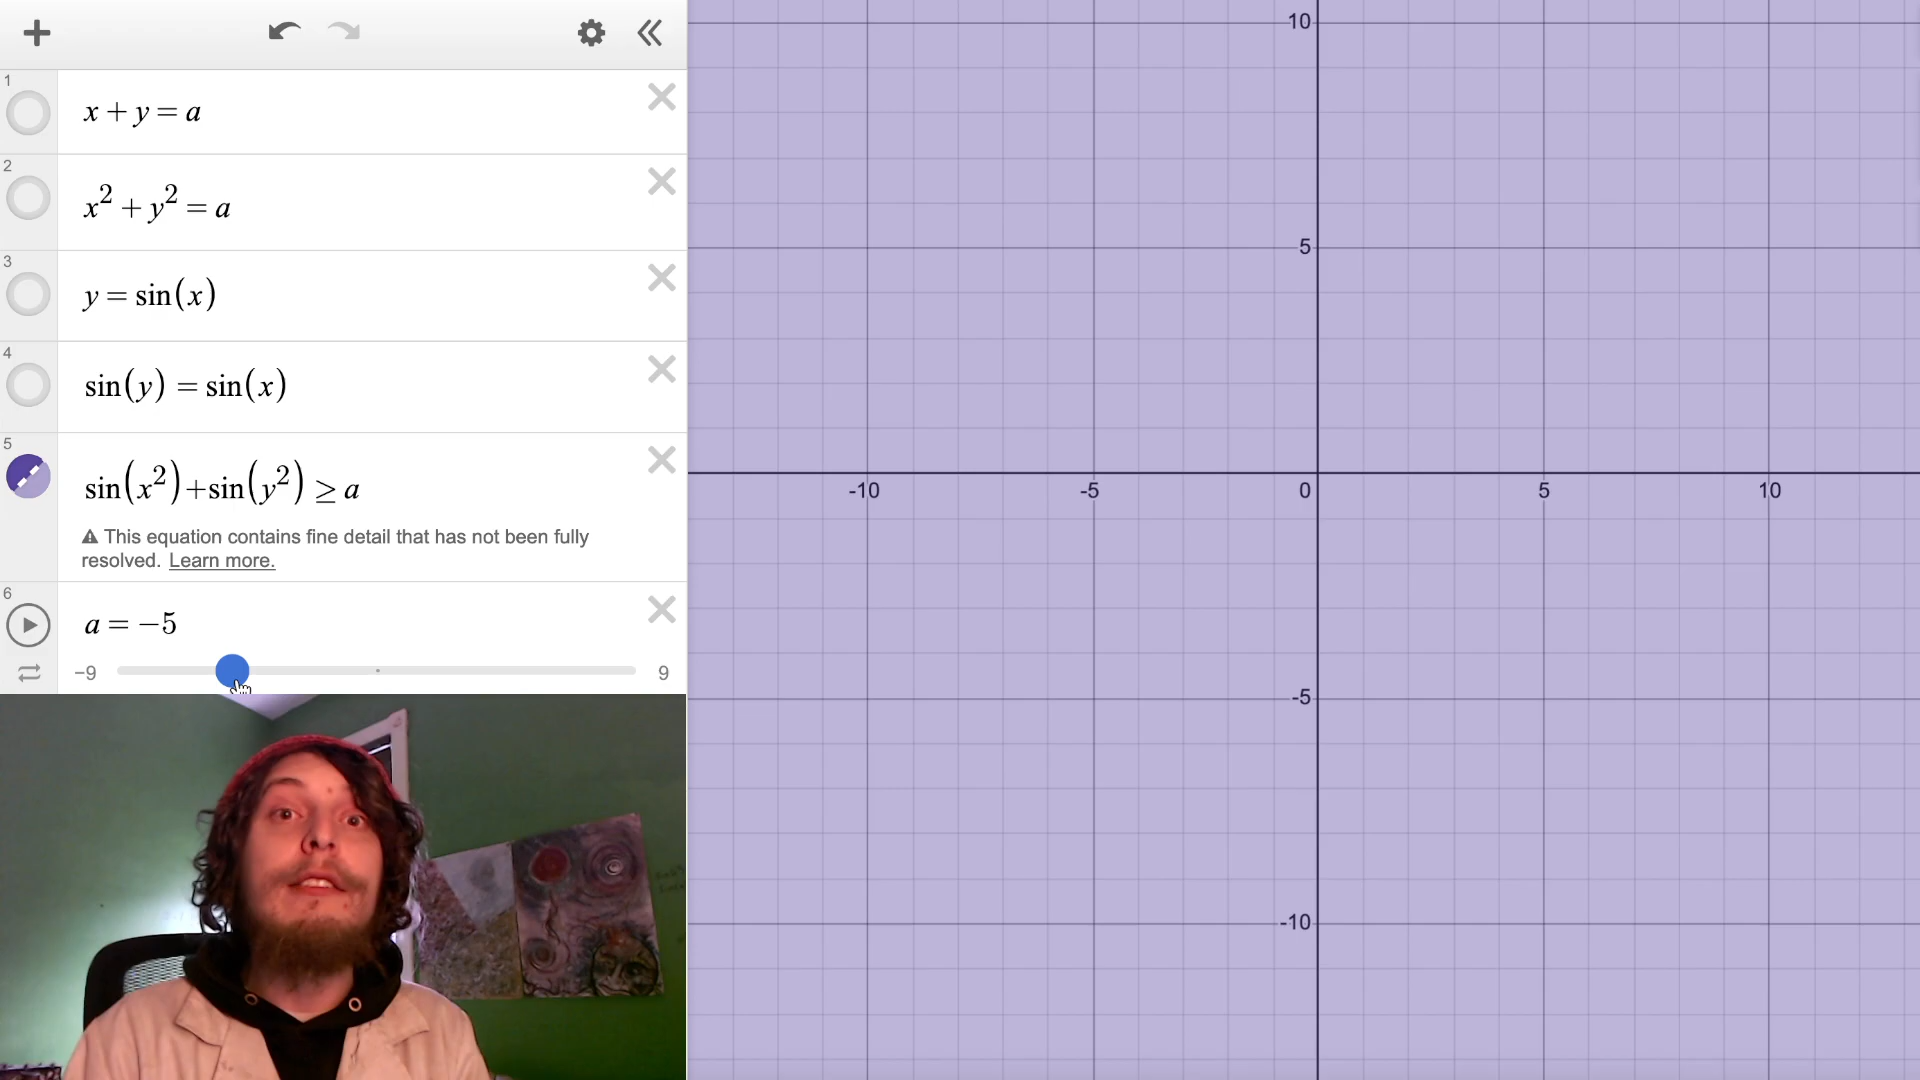 1
x + y = a
2
x² + y² = a
3
y = sin(x)
4
sin(y) = sin(x)
5
sin(x²)+sin(y²) ≥ a
⚠ This equation contains fine detail that has not been fully
resolved. Learn more.
6
a = −5
−9
9
10
5
-10
-5
0
5
10
-5
-10